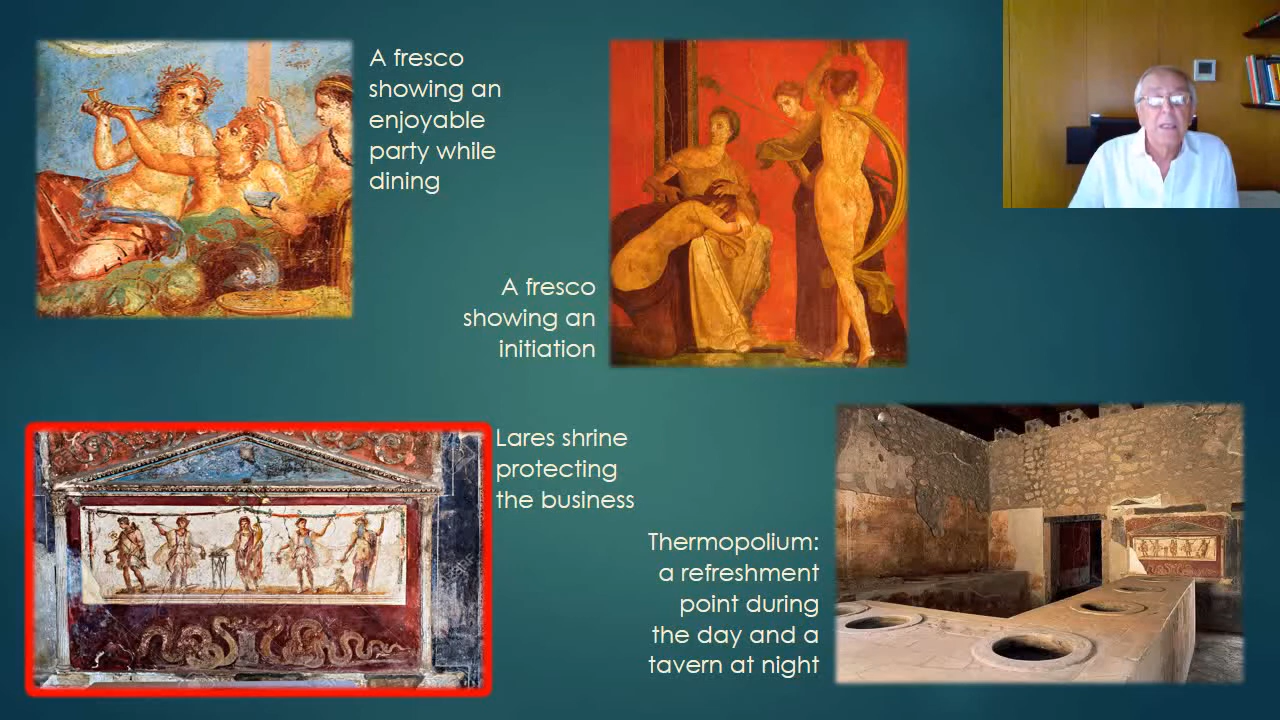 A fresco
showing an
enjoyable
party while
dining
A fresco
showing an
initiation
Lares shrine
protecting
the business
Thermopolium:
a refreshment
point during
the day and a
tavern at night